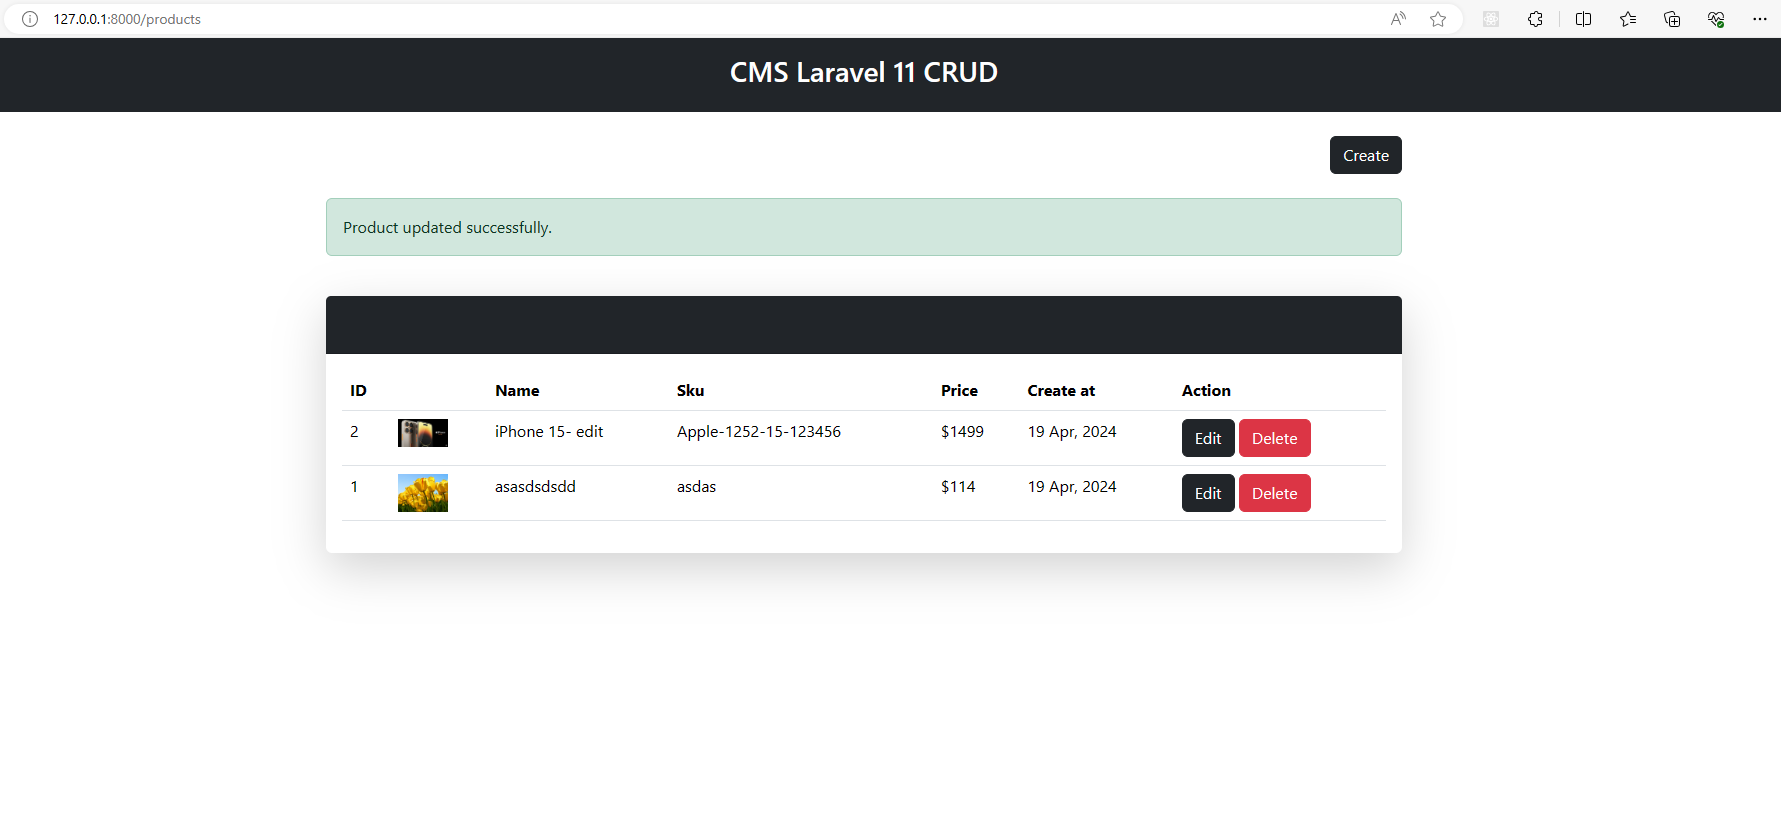 127.0.0.1:8000/products
CMS Laravel 11 CRUD
Create
Product updated successfully.
ID Name Sku Price Create at Action
2 iPhone 15- edit Apple-1252-15-123456 $1499 19 Apr, 2024 Edit Delete
1 asasdsdsdd asdas $114 19 Apr, 2024 Edit Delete